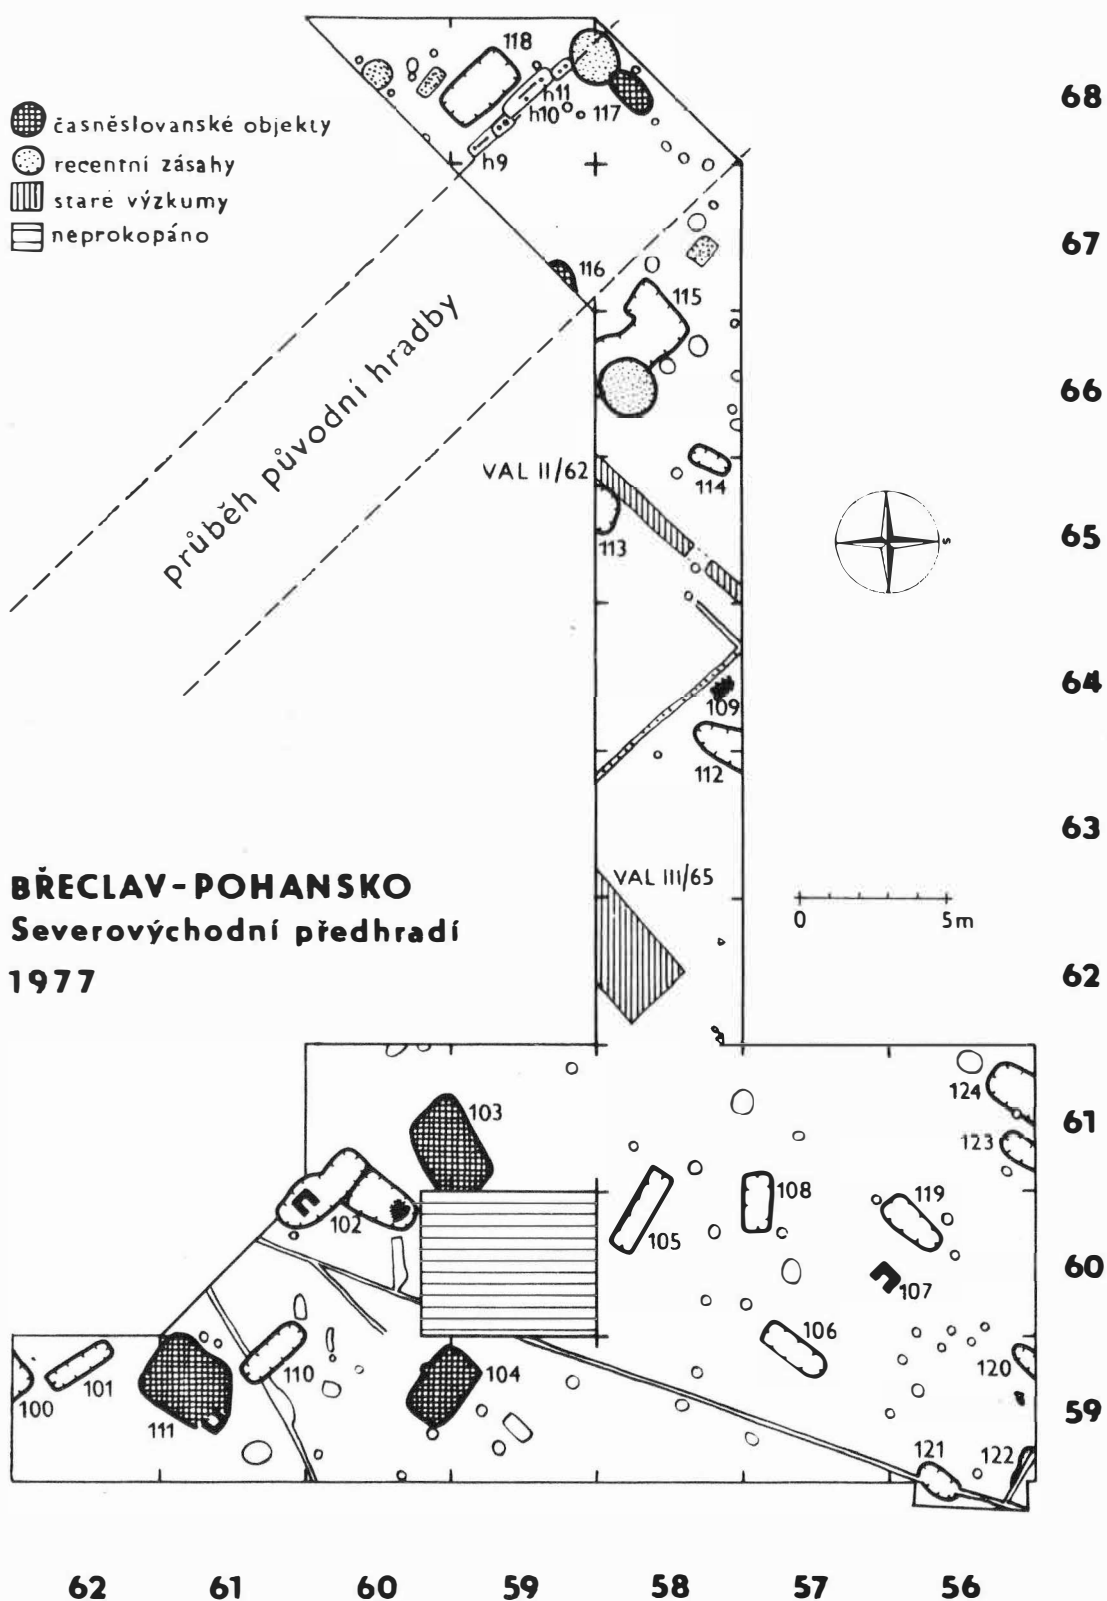 118
68
h11
h10
117
h9
časněslovanské objekty
recentní zásahy
staré výzkumy
neprokopáno
67
116
115
průběh původní hradby
66
VAL II/62
114
113
65
s
64
109
112
63
VAL III/65
BŘECLAV-POHANSKO
Severovýchodní předhradí
1977
0 5m
62
103
124
61
123
102
105
108
119
60
107
106
110
104
120
101
100
111
59
121
122
62 61 60 59 58 57 56